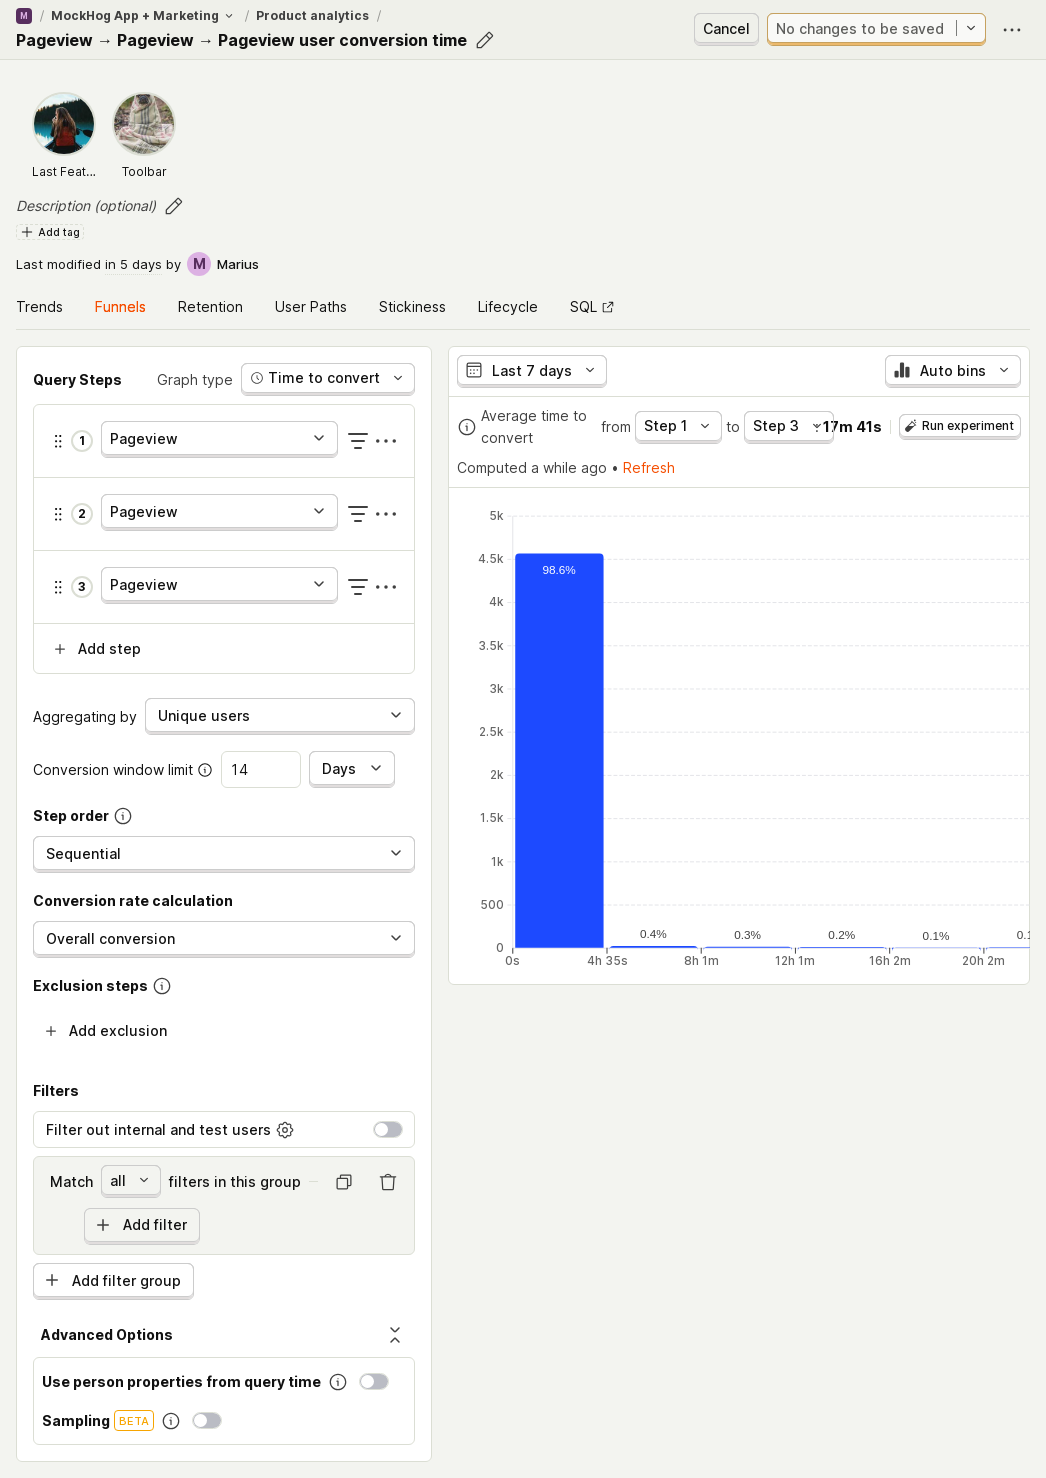 M / MockHog App + Marketing / Product analytics /
Pageview → Pageview → Pageview user conversion time
Cancel
No changes to be saved
Last Feat...
Toolbar
Description (optional)
Add tag
Last modified in 5 days by M Marius
Trends Funnels Retention User Paths Stickiness Lifecycle SQL
Query Steps Graph type Time to convert
1 Pageview
2 Pageview
3 Pageview
Add step
Aggregating by Unique users
Conversion window limit 14 Days
Step order
Sequential
Conversion rate calculation
Overall conversion
Exclusion steps
Add exclusion
Filters
Filter out internal and test users
Match all filters in this group
Add filter
Add filter group
Advanced Options
Use person properties from query time
Sampling BETA
Last 7 days
Auto bins
Average time to convert from Step 1 to Step 3 : 17m 41s Run experiment
Computed a while ago • Refresh
5k
4.5k
4k
3.5k
3k
2.5k
2k
1.5k
1k
500
0
98.6%
0.4%
0.3%
0.2%
0.1%
0s
4h 35s
8h 1m
12h 1m
16h 2m
20h 2m